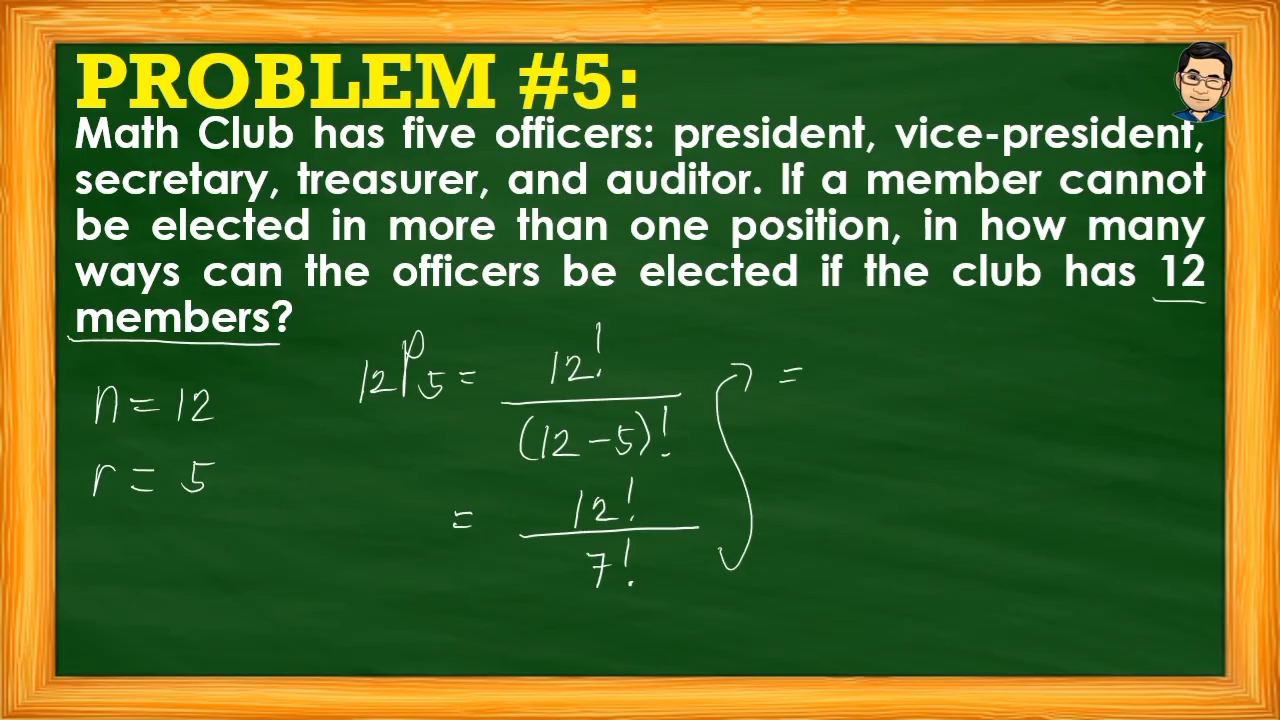 PROBLEM #5:
Math Club has five officers: president, vice-president,
secretary, treasurer, and auditor. If a member cannot
be elected in more than one position, in how many
ways can the officers be elected if the club has 12
members?
n = 12
r = 5
12P5 = 12! / (12-5)! =
= 12! / 7!